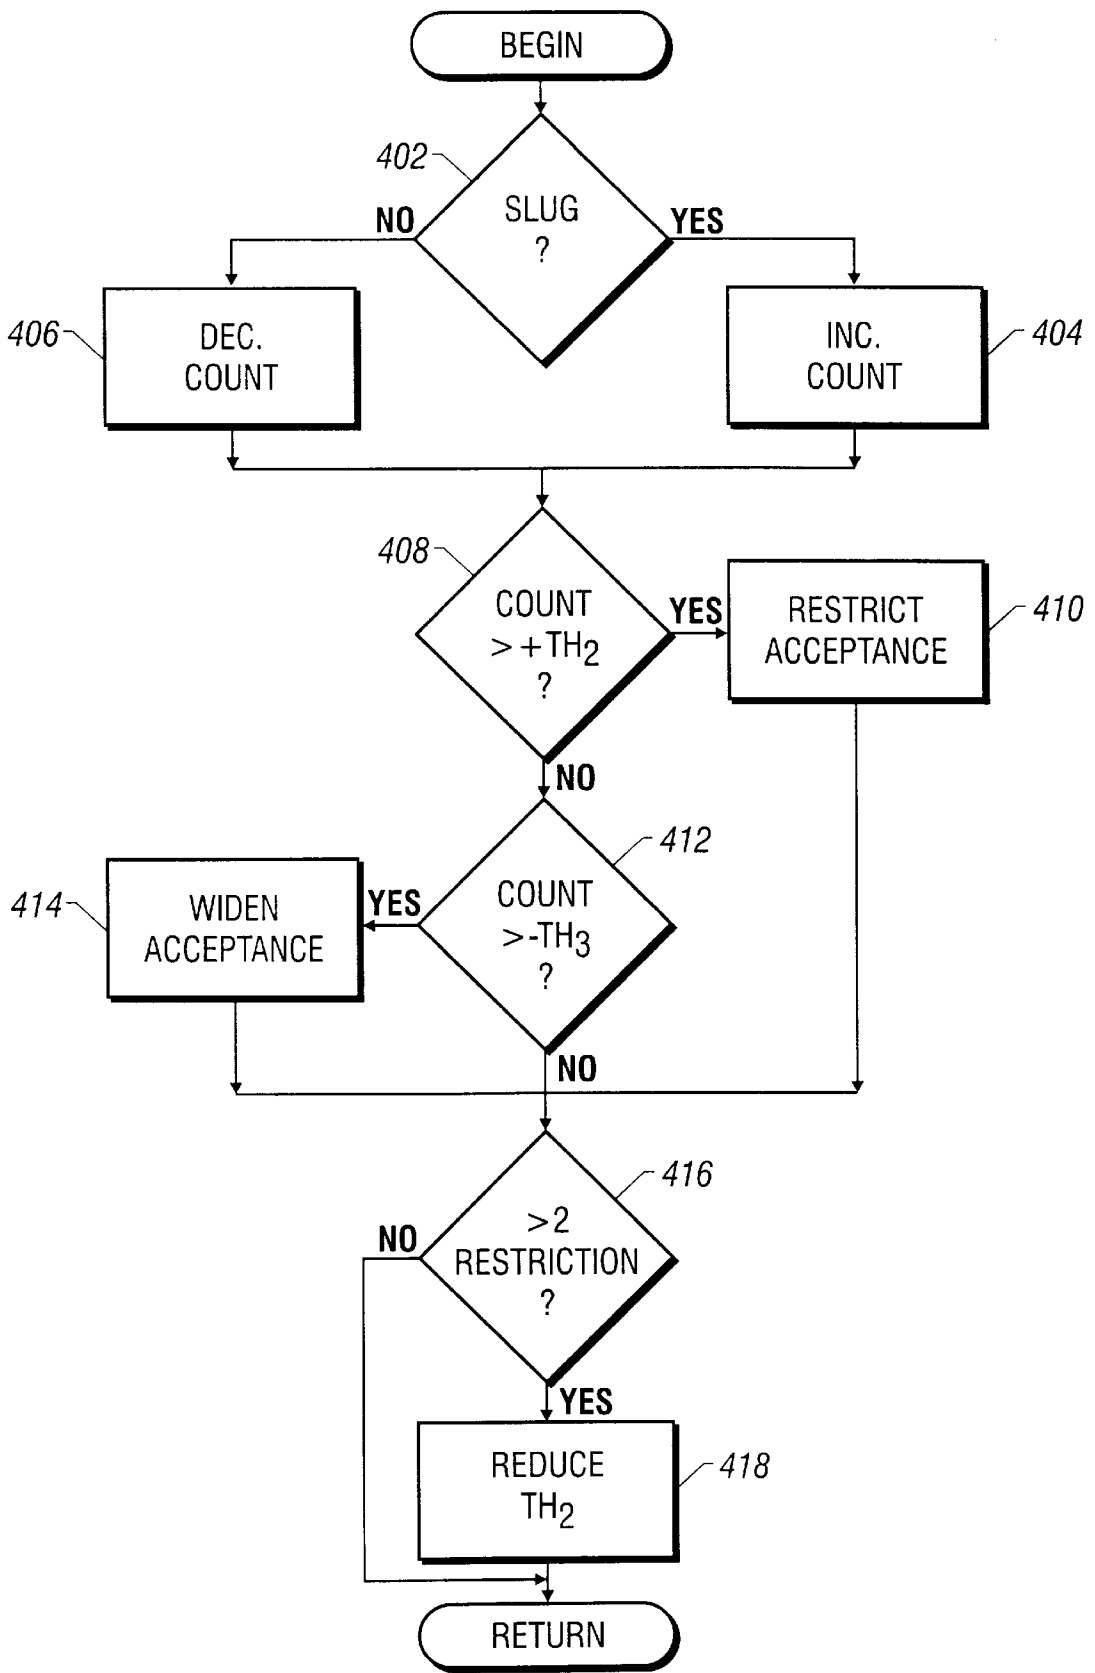 BEGIN
402
SLUG
?
NO
YES
406
DEC.
COUNT
INC.
COUNT
404
408
COUNT
>+TH2
?
YES
RESTRICT
ACCEPTANCE
410
NO
412
COUNT
>-TH3
?
YES
414
WIDEN
ACCEPTANCE
NO
416
>2
RESTRICTION
?
NO
YES
REDUCE
TH2
418
RETURN